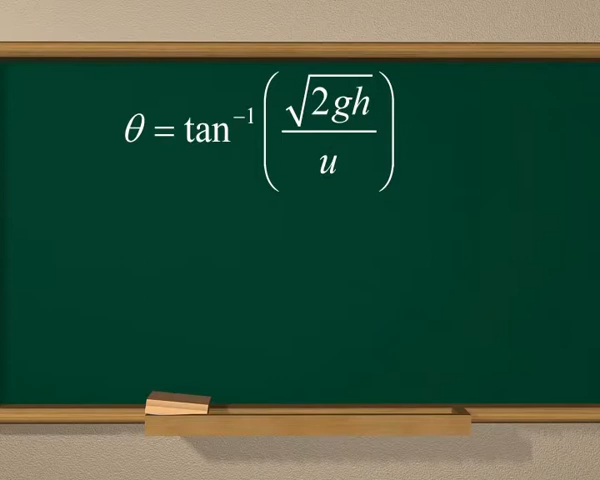 θ = tan⁻¹(√(2gh)/u)